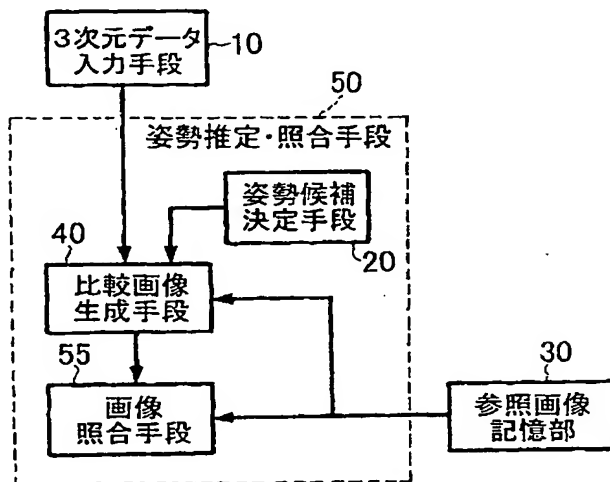 3次元データ
入力手段
10
50
姿勢推定・照合手段
姿勢候補
決定手段
20
40
比較画像
生成手段
55
画像
照合手段
30
参照画像
記憶部